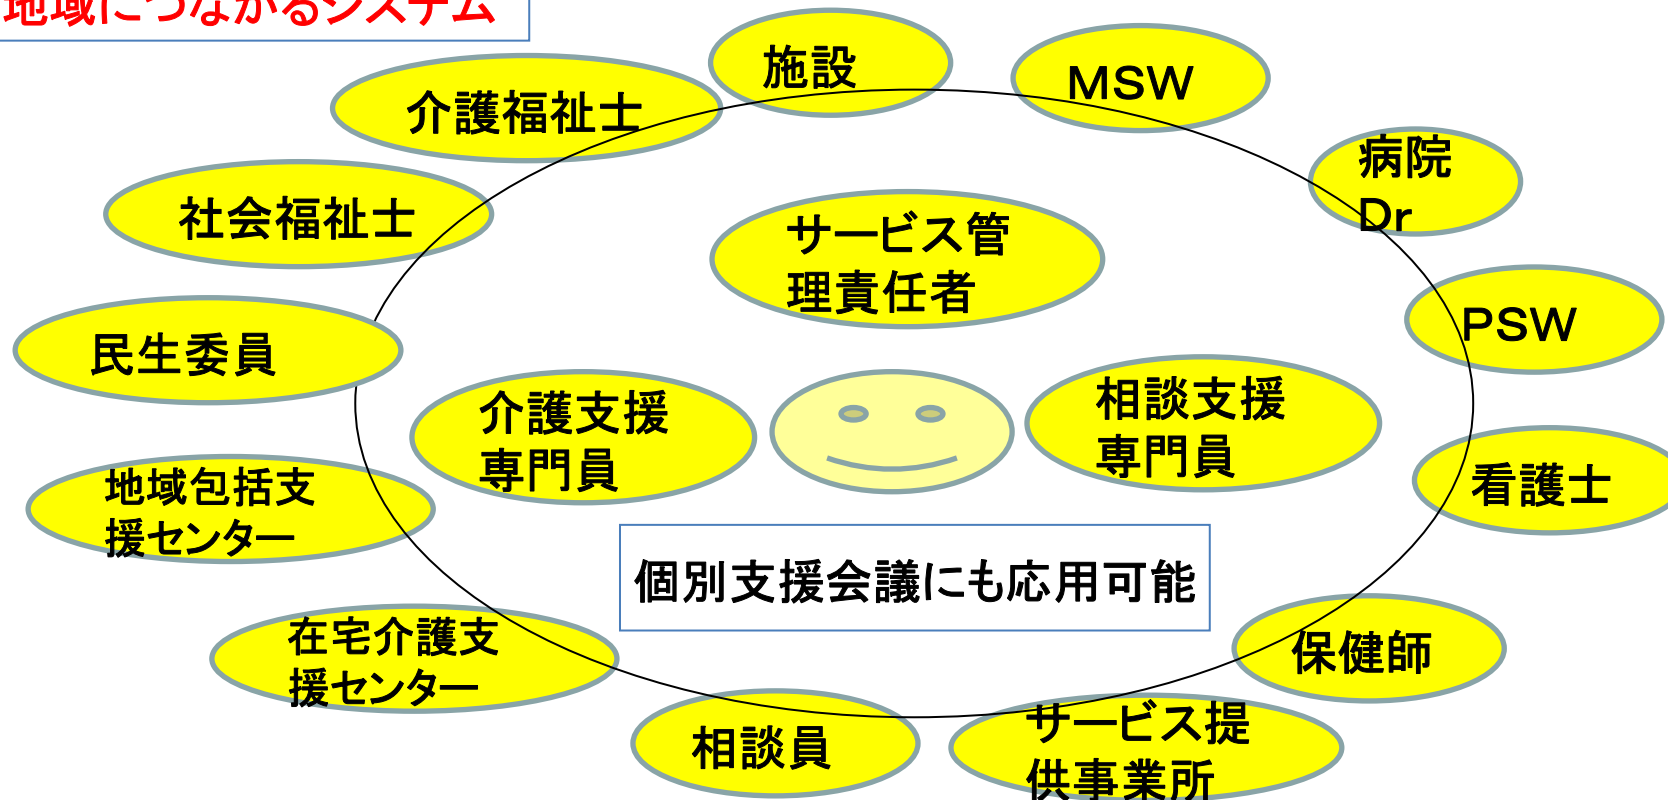 地域につながるシステム
施設
MSW
介護福祉士
病院
Dr
社会福祉士
サービス管
理責任者
PSW
民生委員
介護支援
専門員
相談支援
専門員
地域包括支
援センター
看護士
個別支援会議にも応用可能
在宅介護支
援センター
保健師
相談員
サービス提
供事業所